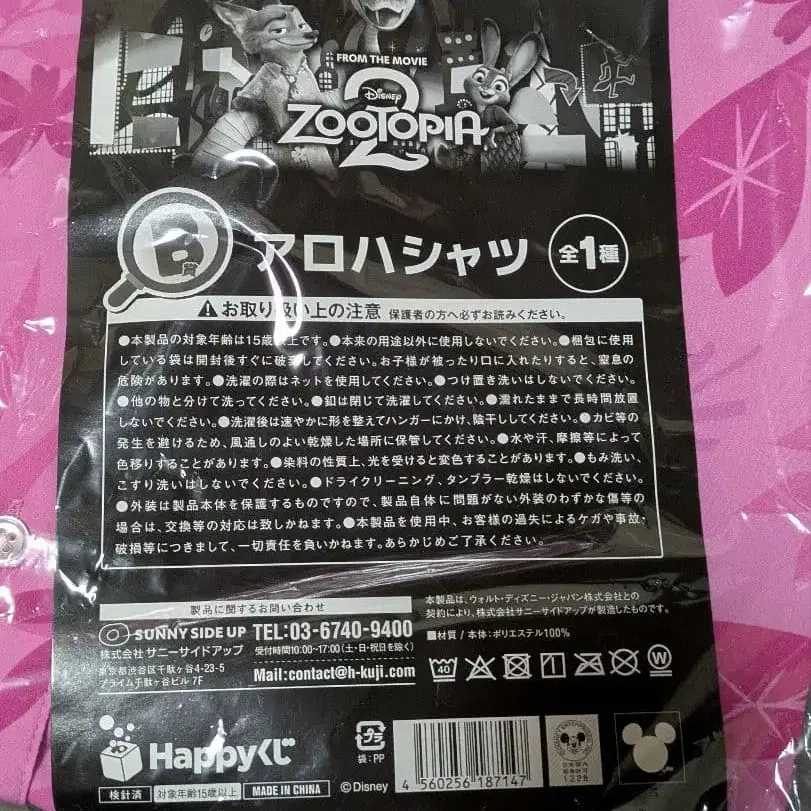 FROM THE MOVIE
Disney
ZOOTOPIA
2
B賞
アロハシャツ
全1種
お取り扱い上の注意 保護者の方へ必ずお読みください。
●本製品の対象年齢は15歳以上です。●本来の用途以外に使用しないでください。●梱包に使用
している袋は開封後すぐに破棄してください。お子様が被ったり口に入れたりすると、窒息の
危険があります。●洗濯の際はネットを使用してください。●つけ置き洗いはしないでください。
●他の物と分けて洗ってください。●釦は閉じて洗濯してください。●濡れたままで長時間放置
しないでください。●洗濯後は速やかに形を整えてハンガーにかけ、陰干ししてください。●カビ等の
発生を避けるため、風通しのよい乾燥した場所に保管してください。●水や汗、摩擦等によって
色移りすることがあります。●染料の性質上、光を受けると変色することがあります。●もみ洗い、
こすり洗いはしないでください。●ドライクリーニング、タンブラー乾燥はしないでください。
●外装は製品本体を保護するものですので、製品自体に問題がない外装のわずかな傷等の
場合は、交換等の対応は致しかねます。●本製品を使用中、お客様の過失によるケガや事故・
破損等につきまして、一切責任を負いかねます。あらかじめご了承ください。
製品に関するお問い合わせ
SUNNY SIDE UP
株式会社 サニーサイドアップ
東京都渋谷区千駄ヶ谷4-23-5
プライム千駄ヶ谷ビル 7F
TEL:03-6740-9400
受付時間10:00~17:00(土・日・祝日を除く)
Mail:contact@h-kuji.com
本製品は、ウォルト・ディズニー・ジャパン株式会社との
契約により、株式会社サニーサイドアップが製造したものです。
■材質 / 本体:ポリエステル100%
40
W
Happyくじ
検針済
対象年齢15歳以上
MADE IN CHINA
プラ
袋:PP
©Disney
4 560256 187147
1228